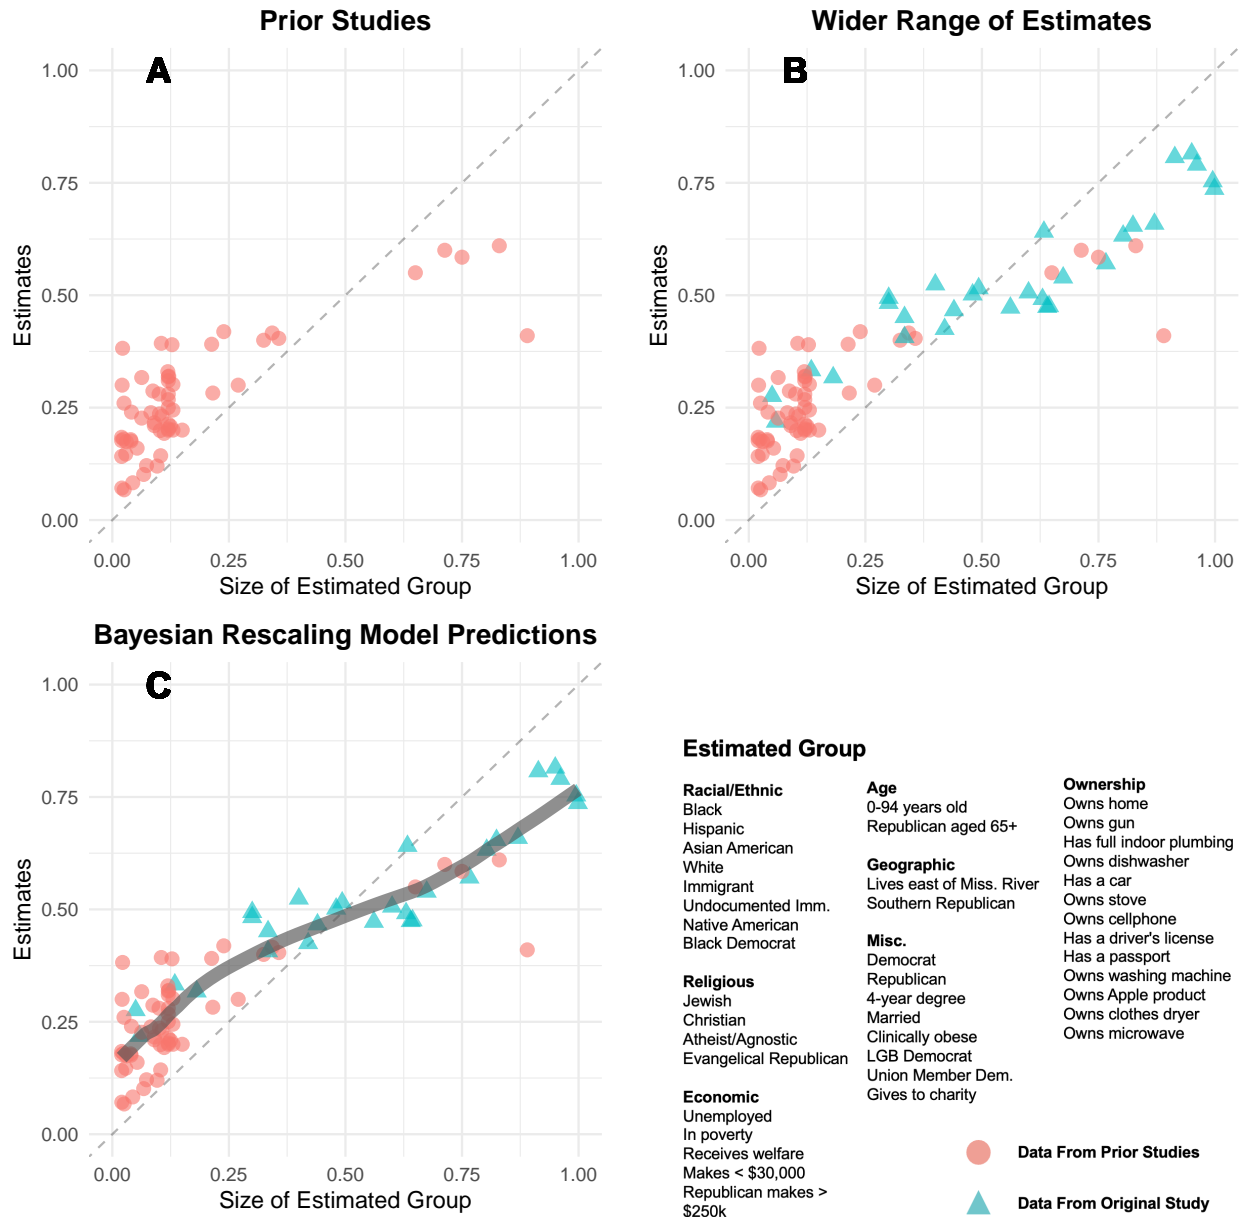 Prior Studies
A
1.00
0.75
0.50
0.25
0.00
Estimates
0.00 0.25 0.50 0.75 1.00
Size of Estimated Group
Wider Range of Estimates
B
1.00
0.75
0.50
0.25
0.00
Estimates
0.00 0.25 0.50 0.75 1.00
Size of Estimated Group
Bayesian Rescaling Model Predictions
C
1.00
0.75
0.50
0.25
0.00
Estimates
0.00 0.25 0.50 0.75 1.00
Size of Estimated Group
Estimated Group
Racial/Ethnic
Black
Hispanic
Asian American
White
Immigrant
Undocumented Imm.
Native American
Black Democrat
Religious
Jewish
Christian
Atheist/Agnostic
Evangelical Republican
Economic
Unemployed
In poverty
Receives welfare
Makes < $30,000
Republican makes >
$250k
Age
0-94 years old
Republican aged 65+
Geographic
Lives east of Miss. River
Southern Republican
Misc.
Democrat
Republican
4-year degree
Married
Clinically obese
LGB Democrat
Union Member Dem.
Gives to charity
Ownership
Owns home
Owns gun
Has full indoor plumbing
Owns dishwasher
Has a car
Owns stove
Owns cellphone
Has a driver's license
Has a passport
Owns washing machine
Owns Apple product
Owns clothes dryer
Owns microwave
Data From Prior Studies
Data From Original Study